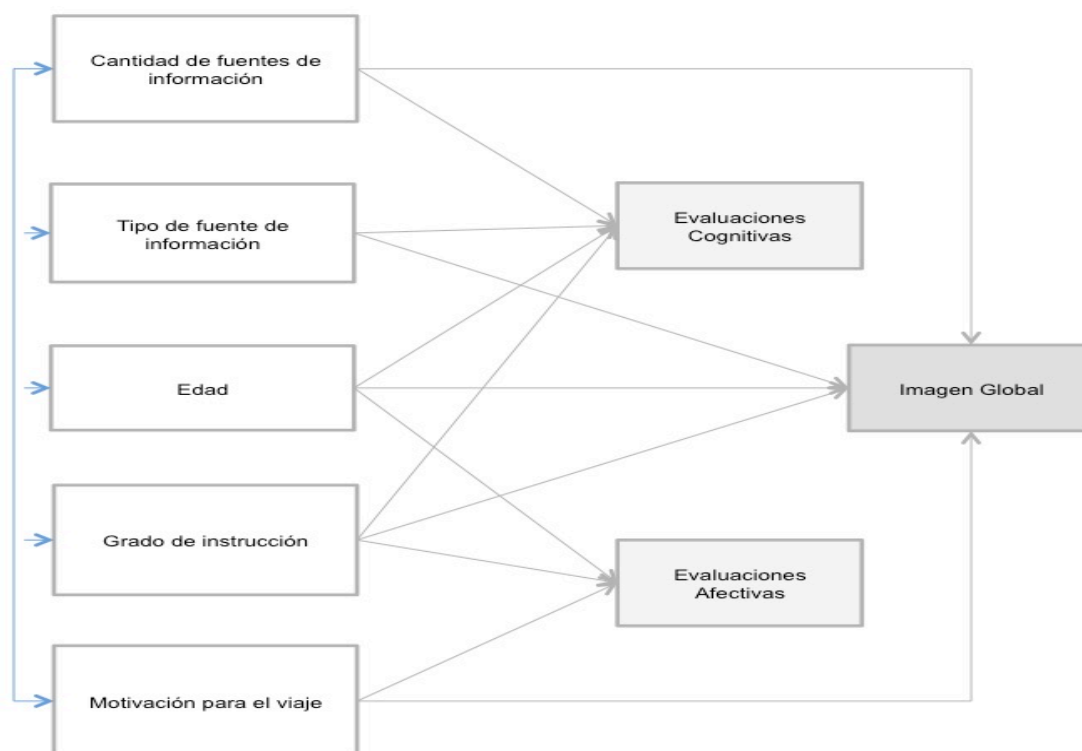 Cantidad de fuentes de
información
Tipo de fuente de
información
Edad
Grado de instrucción
Motivación para el viaje
Evaluaciones
Cognitivas
Evaluaciones
Afectivas
Imagen Global